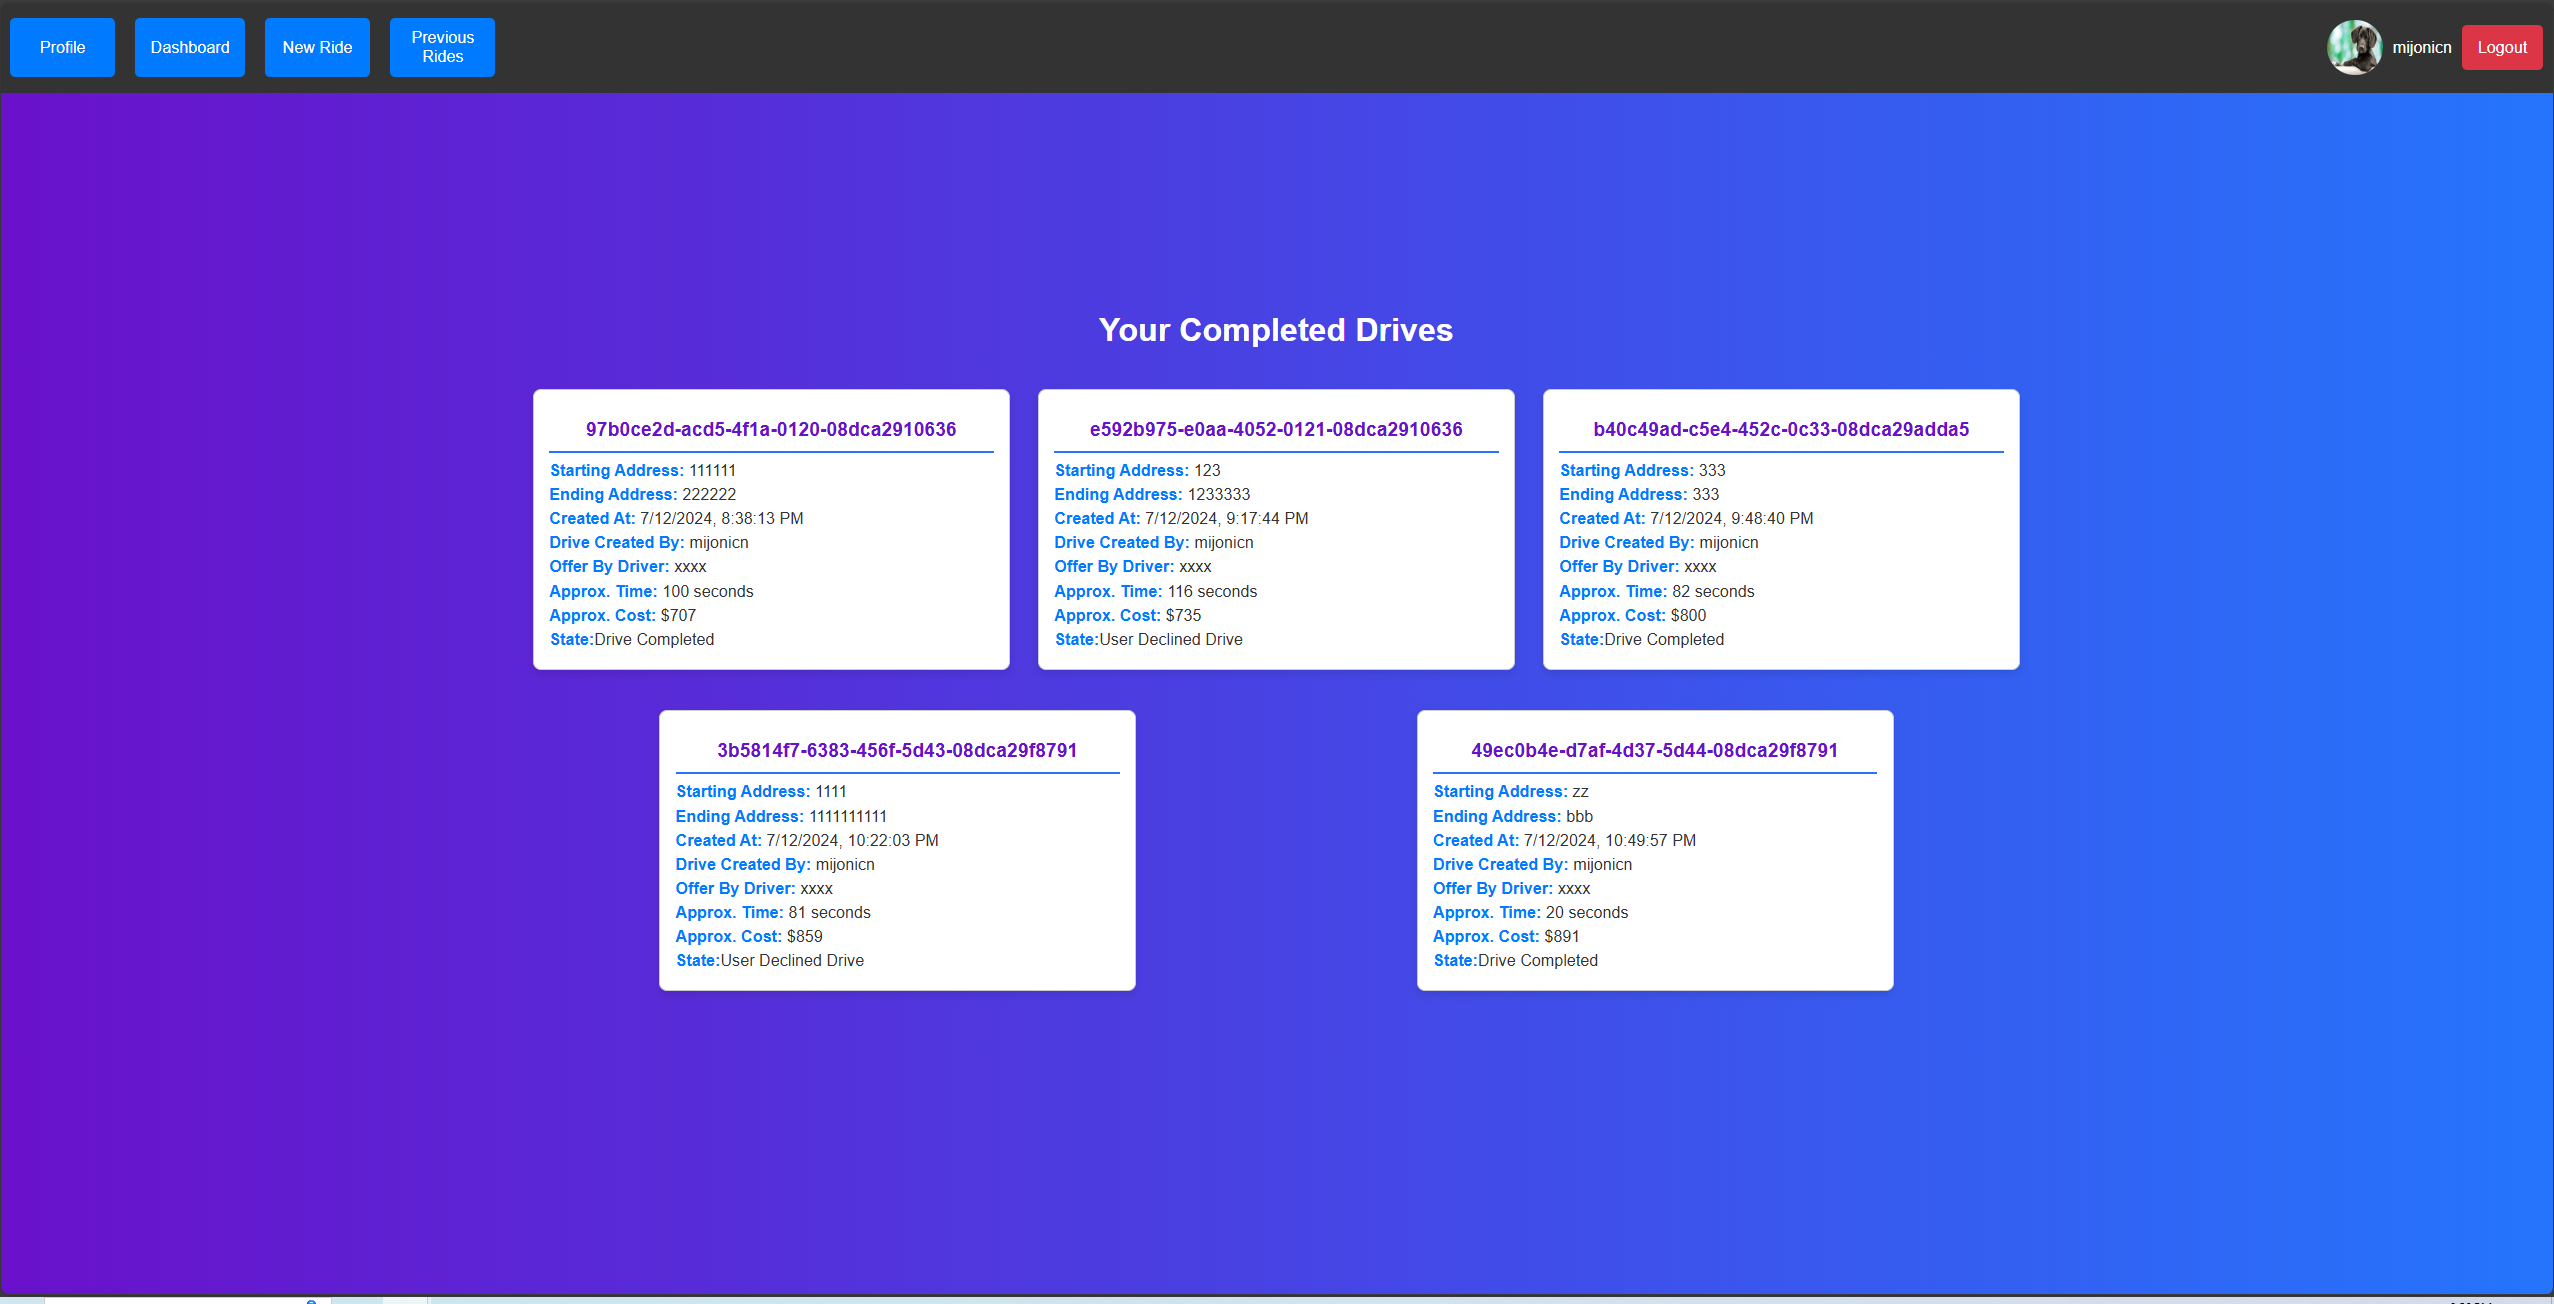 Profile
Dashboard
New Ride
Previous
Rides
mijonicn
Logout
Your Completed Drives
97b0ce2d-acd5-4f1a-0120-08dca2910636
Starting Address: 111111
Ending Address: 222222
Created At: 7/12/2024, 8:38:13 PM
Drive Created By: mijonicn
Offer By Driver: xxxx
Approx. Time: 100 seconds
Approx. Cost: $707
State:Drive Completed
e592b975-e0aa-4052-0121-08dca2910636
Starting Address: 123
Ending Address: 1233333
Created At: 7/12/2024, 9:17:44 PM
Drive Created By: mijonicn
Offer By Driver: xxxx
Approx. Time: 116 seconds
Approx. Cost: $735
State:User Declined Drive
b40c49ad-c5e4-452c-0c33-08dca29adda5
Starting Address: 333
Ending Address: 333
Created At: 7/12/2024, 9:48:40 PM
Drive Created By: mijonicn
Offer By Driver: xxxx
Approx. Time: 82 seconds
Approx. Cost: $800
State:Drive Completed
3b5814f7-6383-456f-5d43-08dca29f8791
Starting Address: 1111
Ending Address: 1111111111
Created At: 7/12/2024, 10:22:03 PM
Drive Created By: mijonicn
Offer By Driver: xxxx
Approx. Time: 81 seconds
Approx. Cost: $859
State:User Declined Drive
49ec0b4e-d7af-4d37-5d44-08dca29f8791
Starting Address: zz
Ending Address: bbb
Created At: 7/12/2024, 10:49:57 PM
Drive Created By: mijonicn
Offer By Driver: xxxx
Approx. Time: 20 seconds
Approx. Cost: $891
State:Drive Completed